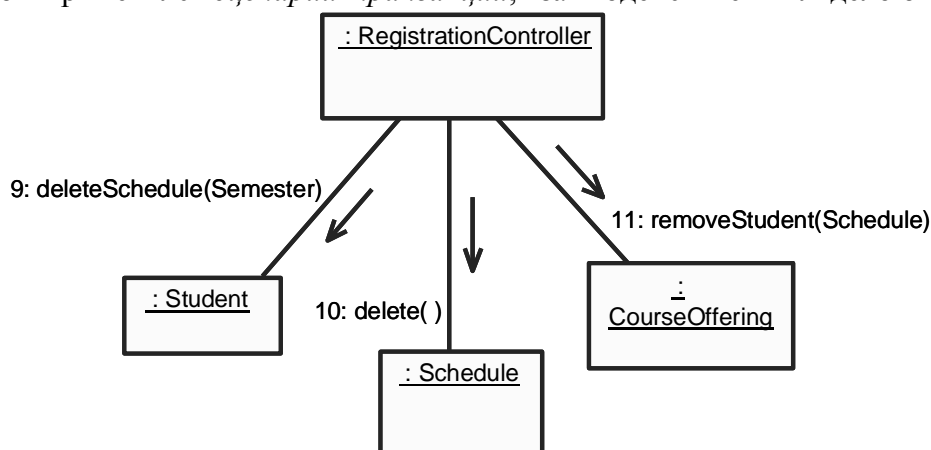 : RegistrationController
9: deleteSchedule(Semester)
11: removeStudent(Schedule)
: Student
10: delete( )
:
CourseOffering
: Schedule